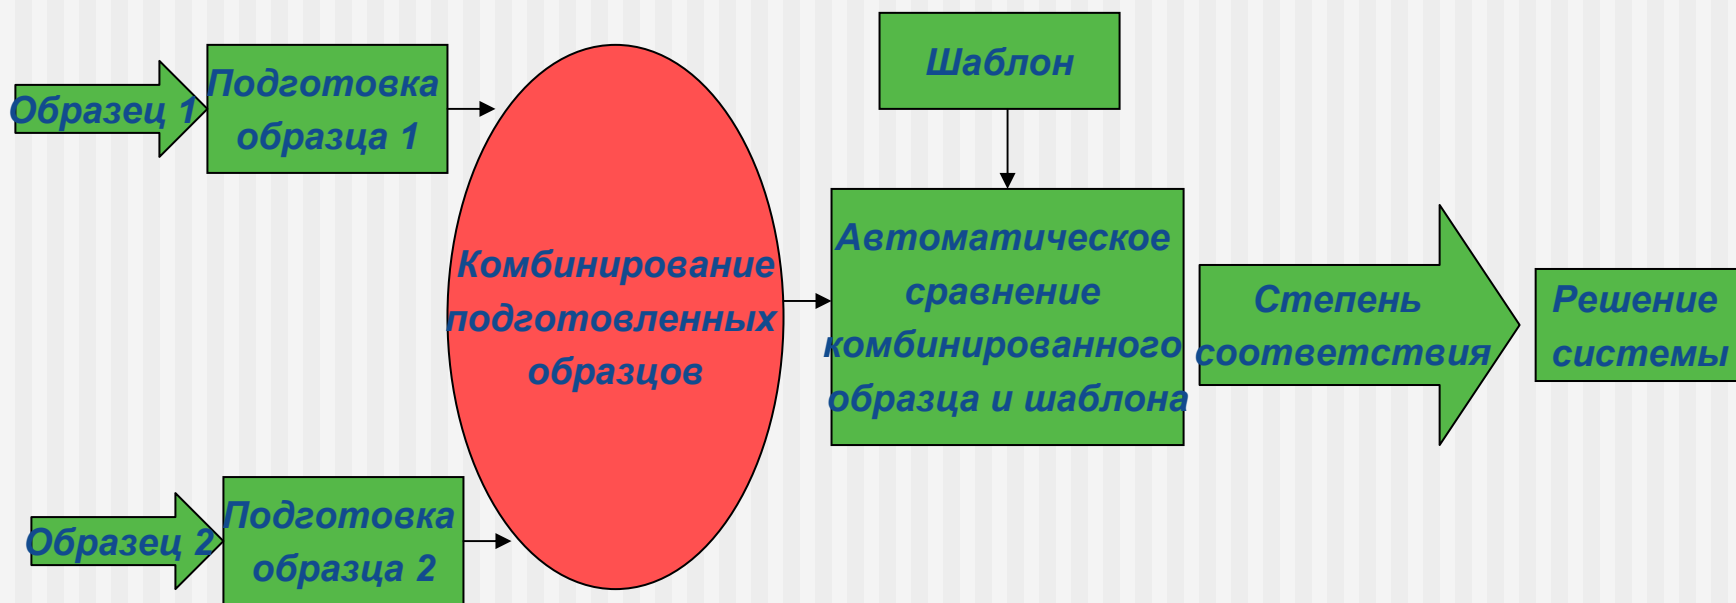 Образец 1
Подготовка
образца 1
Образец 2
Подготовка
образца 2
Комбинирование
подготовленных
образцов
Шаблон
Автоматическое
сравнение
комбинированного
образца и шаблона
Степень
соответствия
Решение
системы